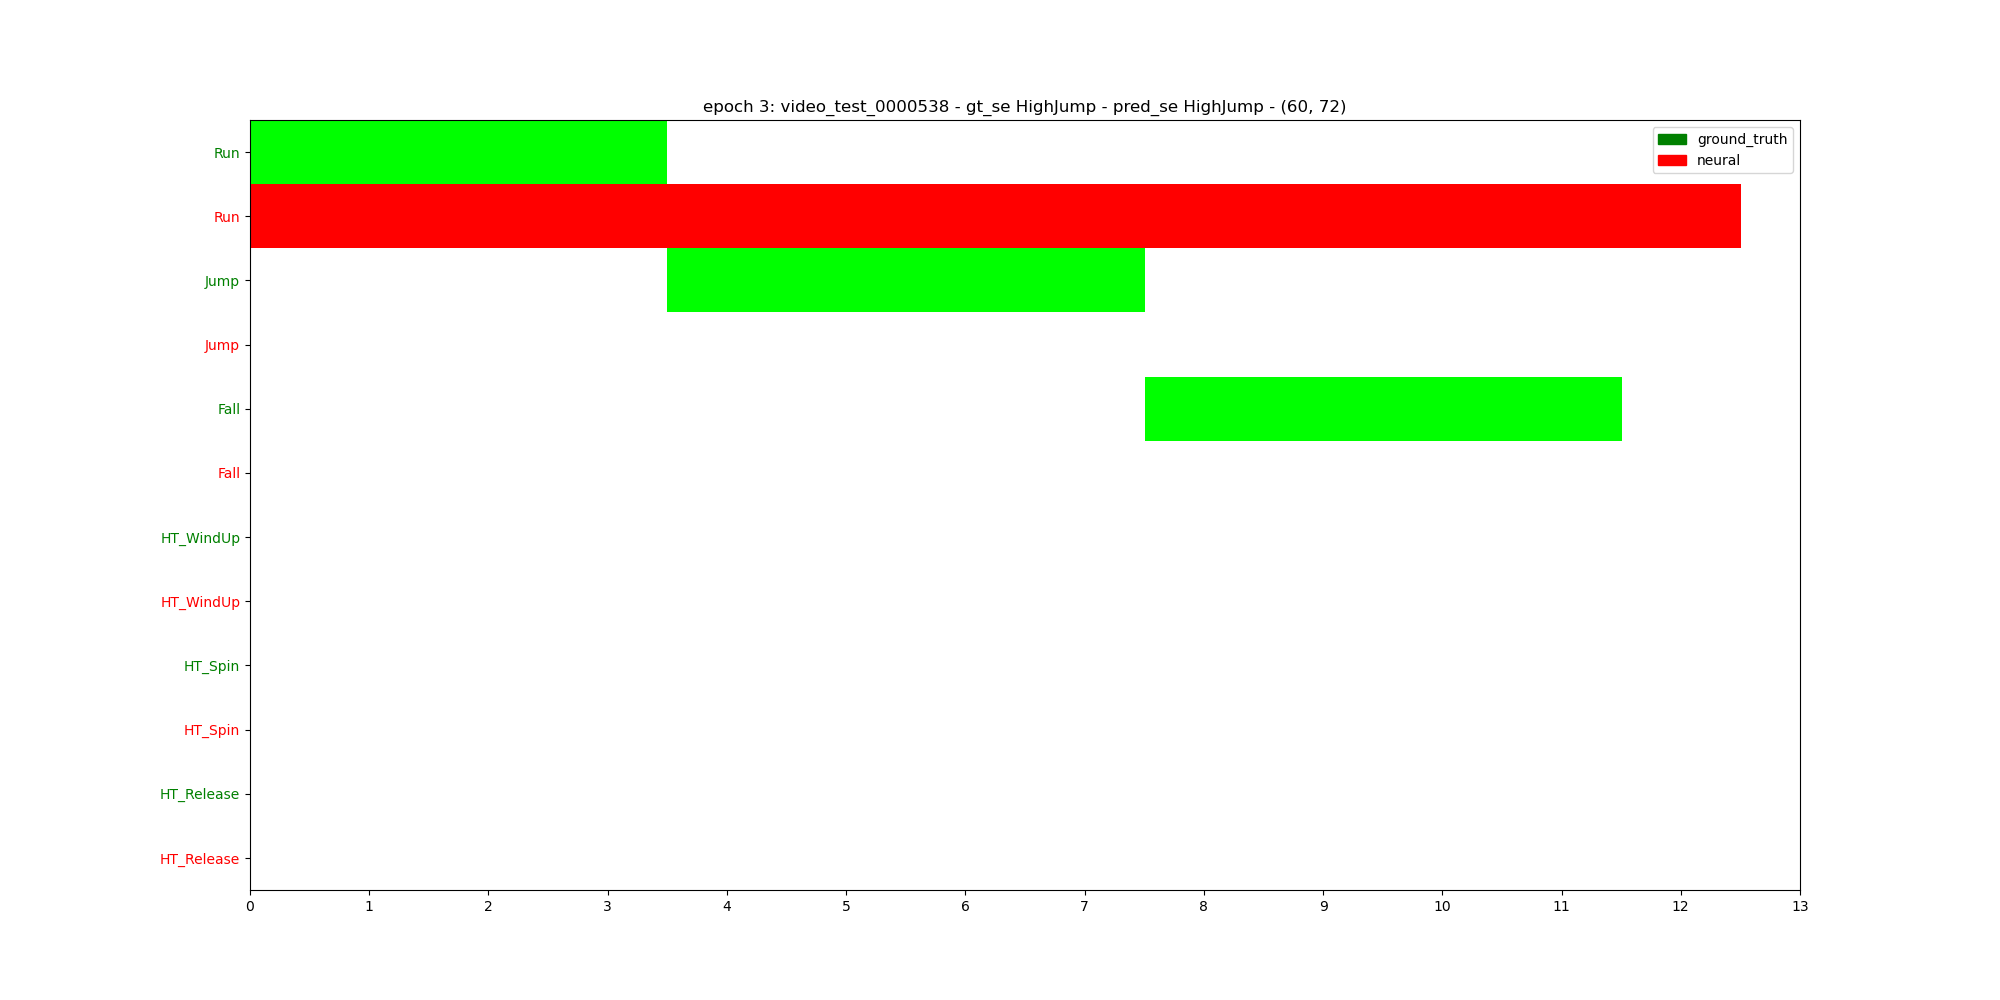 epoch 3: video_test_0000538 - gt_se HighJump - pred_se HighJump - (60, 72)
ground_truth
neural
Run
Run
Jump
Jump
Fall
Fall
HT_WindUp
HT_WindUp
HT_Spin
HT_Spin
HT_Release
HT_Release
0 1 2 3 4 5 6 7 8 9 10 11 12 13